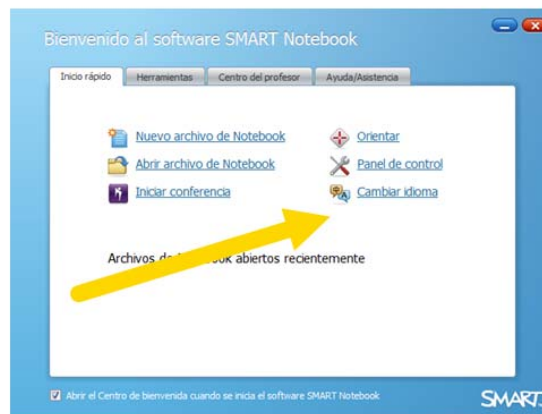 Bienvenido al software SMART Notebook
Inicio rápido Herramientas Centro del profesor Ayuda/Asistencia
Nuevo archivo de Notebook Orientar
Abrir archivo de Notebook Panel de control
Iniciar conferencia Cambiar idioma
Archivos de abiertos recientemente
Abrir el Centro de bienvenida cuando se inicia el software SMART Notebook
SMART